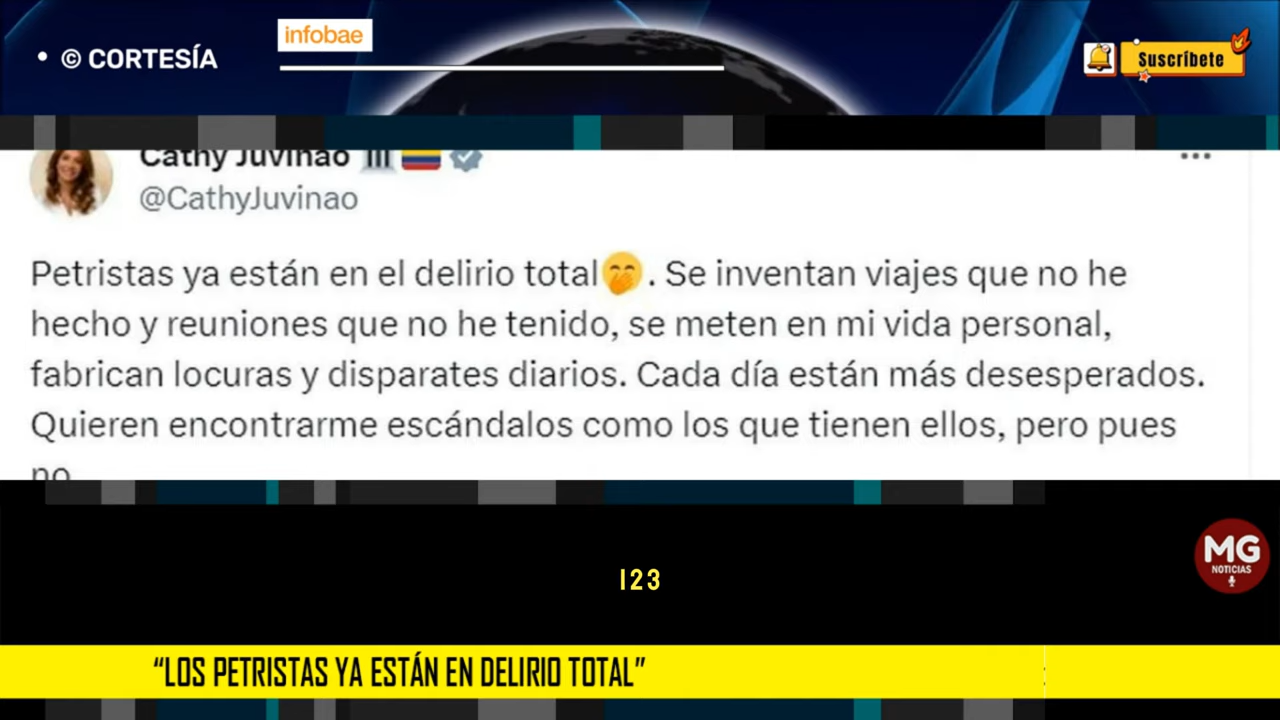 infobae
• © CORTESÍA
Suscríbete
Cathy Juvinao
@CathyJuvinao
Petristas ya están en el delirio total🤭. Se inventan viajes que no he
hecho y reuniones que no he tenido, se meten en mi vida personal,
fabrican locuras y disparates diarios. Cada día están más desesperados.
Quieren encontrarme escándalos como los que tienen ellos, pero pues
no
123
MG
NOTICIAS
“LOS PETRISTAS YA ESTÁN EN DELIRIO TOTAL”